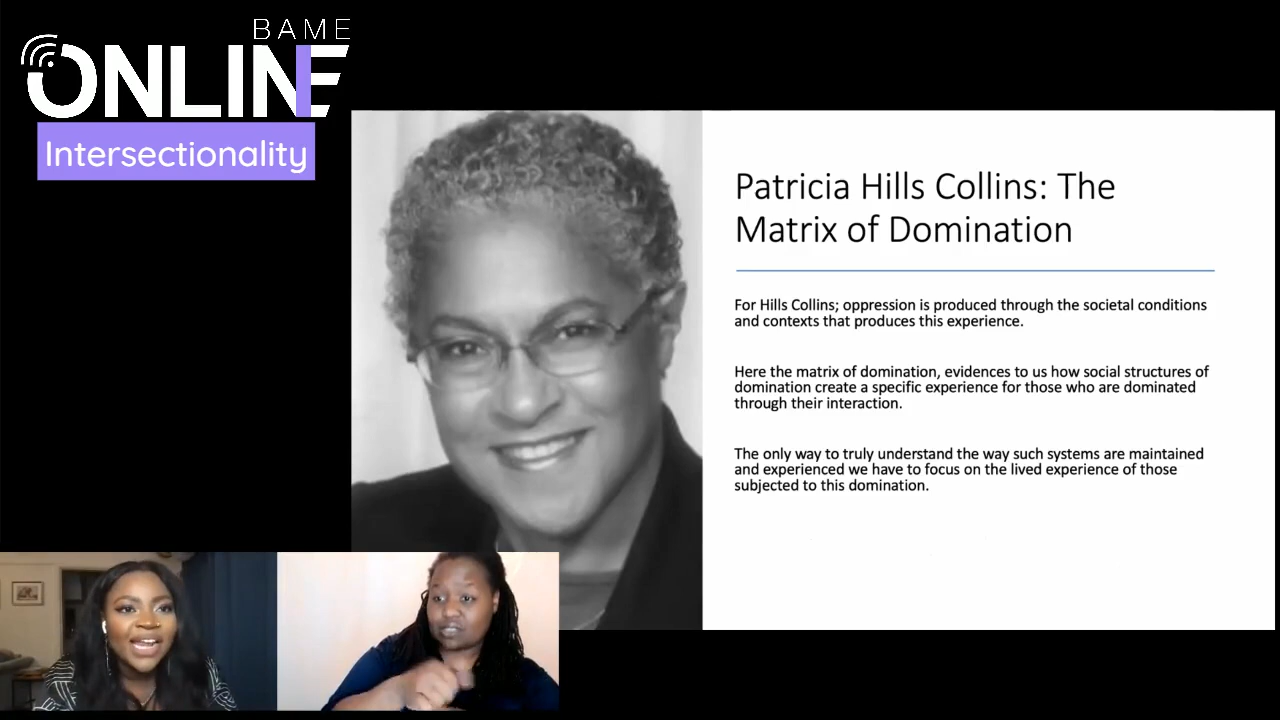 BAME
ONLINE
Intersectionality
Patricia Hills Collins: The
Matrix of Domination
For Hills Collins; oppression is produced through the societal conditions
and contexts that produces this experience.
Here the matrix of domination, evidences to us how social structures of
domination create a specific experience for those who are dominated
through their interaction.
The only way to truly understand the way such systems are maintained
and experienced we have to focus on the lived experience of those
subjected to this domination.